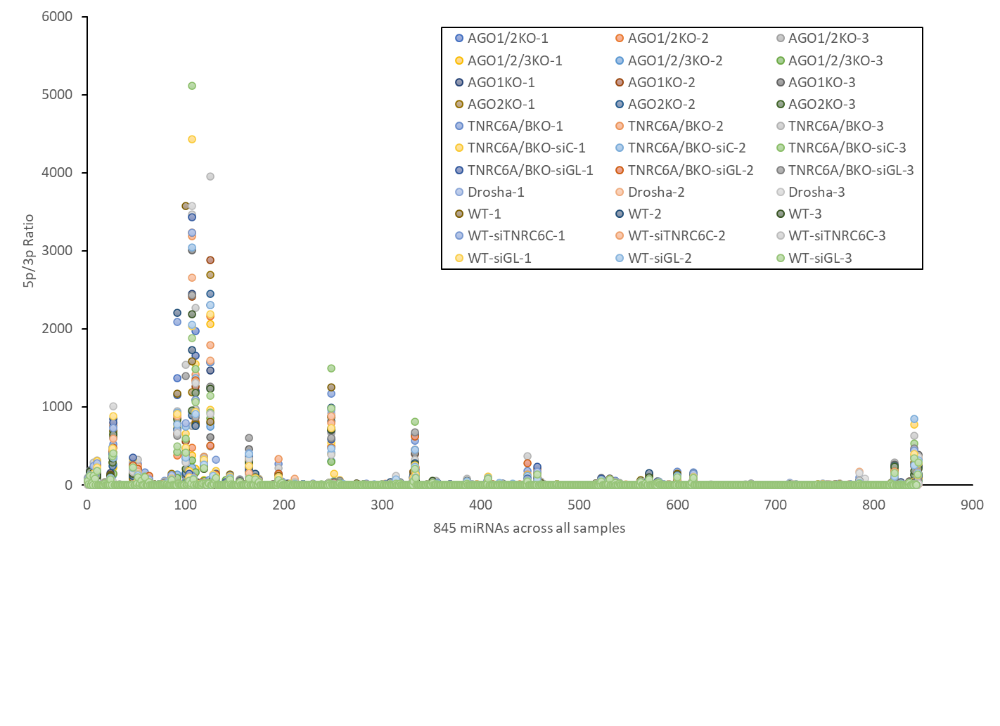 6000
5000
4000
3000
2000
1000
0
5p/3p Ratio
AGO1/2KO-1 AGO1/2KO-2 AGO1/2KO-3
AGO1/2/3KO-1 AGO1/2/3KO-2 AGO1/2/3KO-3
AGO1KO-1 AGO1KO-2 AGO1KO-3
AGO2KO-1 AGO2KO-2 AGO2KO-3
TNRC6A/BKO-1 TNRC6A/BKO-2 TNRC6A/BKO-3
TNRC6A/BKO-siC-1 TNRC6A/BKO-siC-2 TNRC6A/BKO-siC-3
TNRC6A/BKO-siGL-1 TNRC6A/BKO-siGL-2 TNRC6A/BKO-siGL-3
Drosha-1 Drosha-2 Drosha-3
WT-1 WT-2 WT-3
WT-siTNRC6C-1 WT-siTNRC6C-2 WT-siTNRC6C-3
WT-siGL-1 WT-siGL-2 WT-siGL-3
0 100 200 300 400 500 600 700 800 900
845 miRNAs across all samples